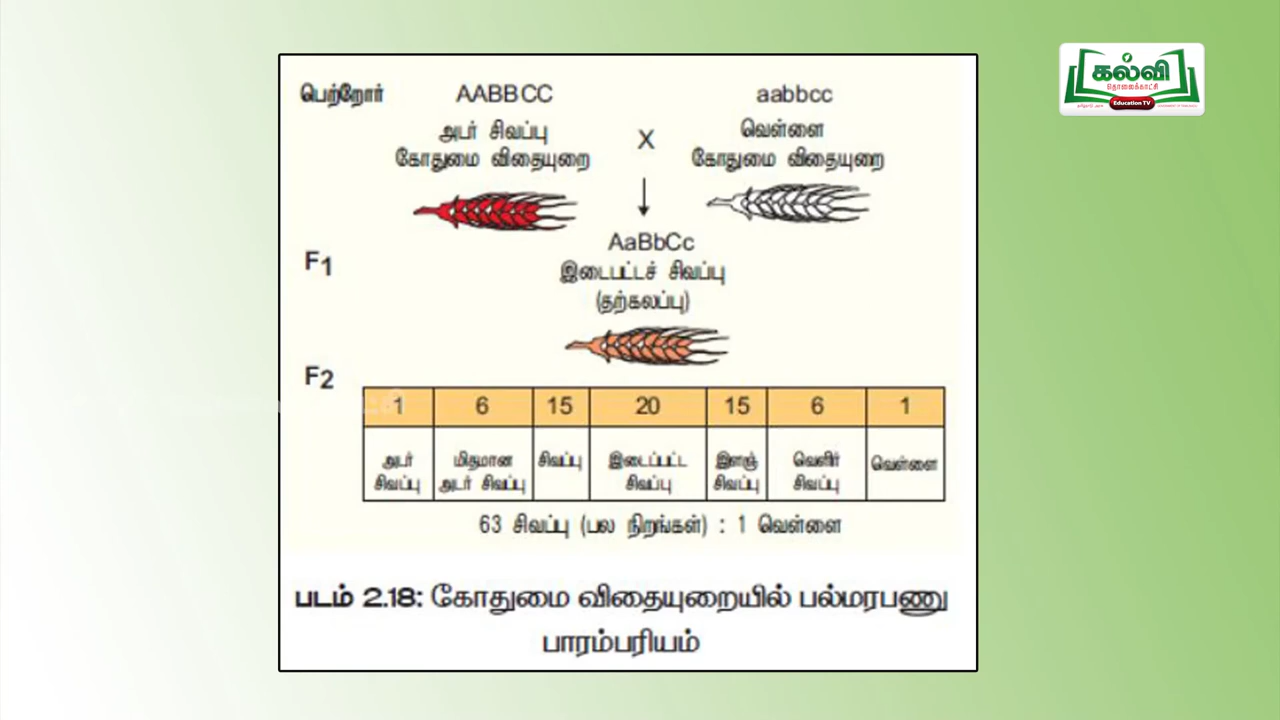 கல்வி
தொலைக்காட்சி
Education TV
பெற்றோர் AABBCC aabbcc
அடர் சிவப்பு X வெள்ளை
கோதுமை விதையுறை கோதுமை விதையுறை
AaBbCc
F1 இடைபட்டச் சிவப்பு
(தற்கலப்பு)
F2
1 6 15 20 15 6 1
அடர் மிதமான சிவப்பு இடைப்பட்ட இளஞ் வெளிர் வெள்ளை
சிவப்பு அடர் சிவப்பு சிவப்பு சிவப்பு சிவப்பு
63 சிவப்பு (பல நிறங்கள்) : 1 வெள்ளை
படம் 2.18: கோதுமை விதையுறையில் பல்மரபணு
பாரம்பரியம்